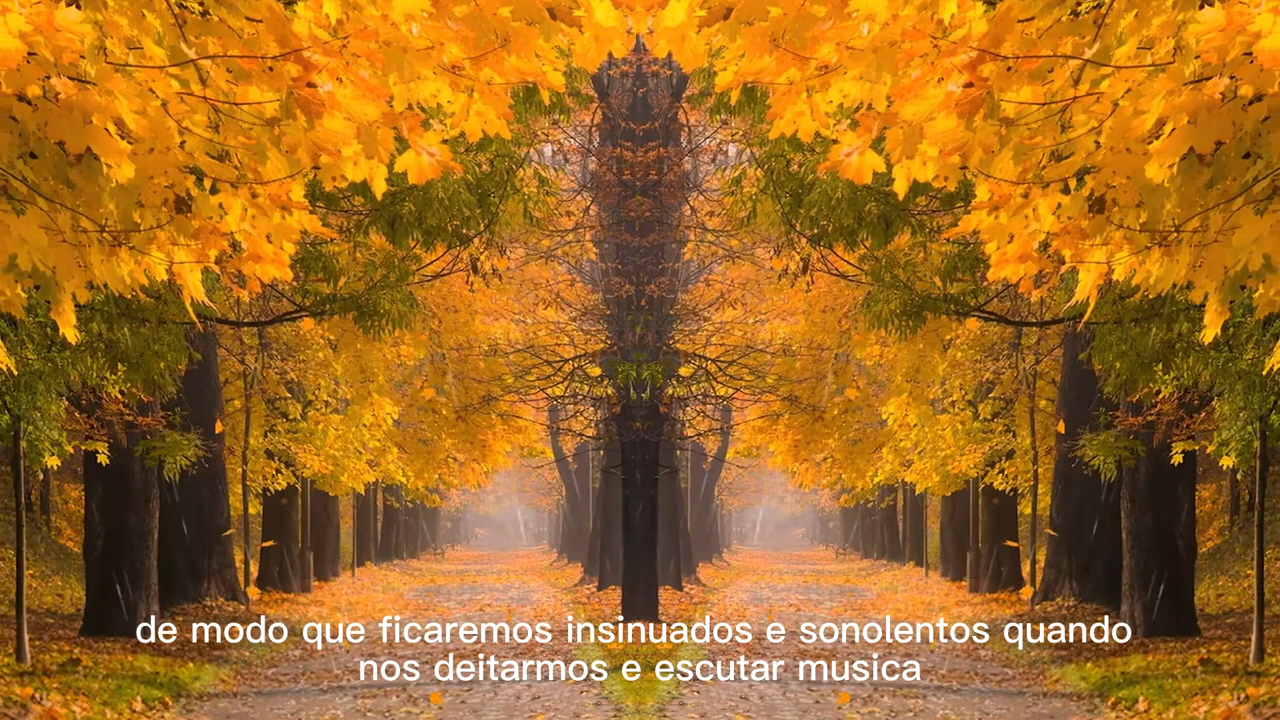 de modo que ficaremos insinuados e sonolentos quando
nos deitarmos e escutar musica